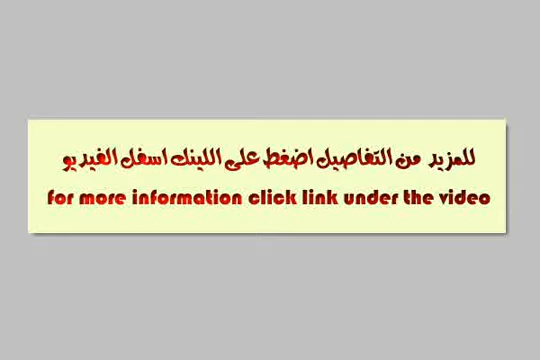 للمزيد من التفاصيل اضغط على اللينك اسفل الفيديو
for more information click link under the video